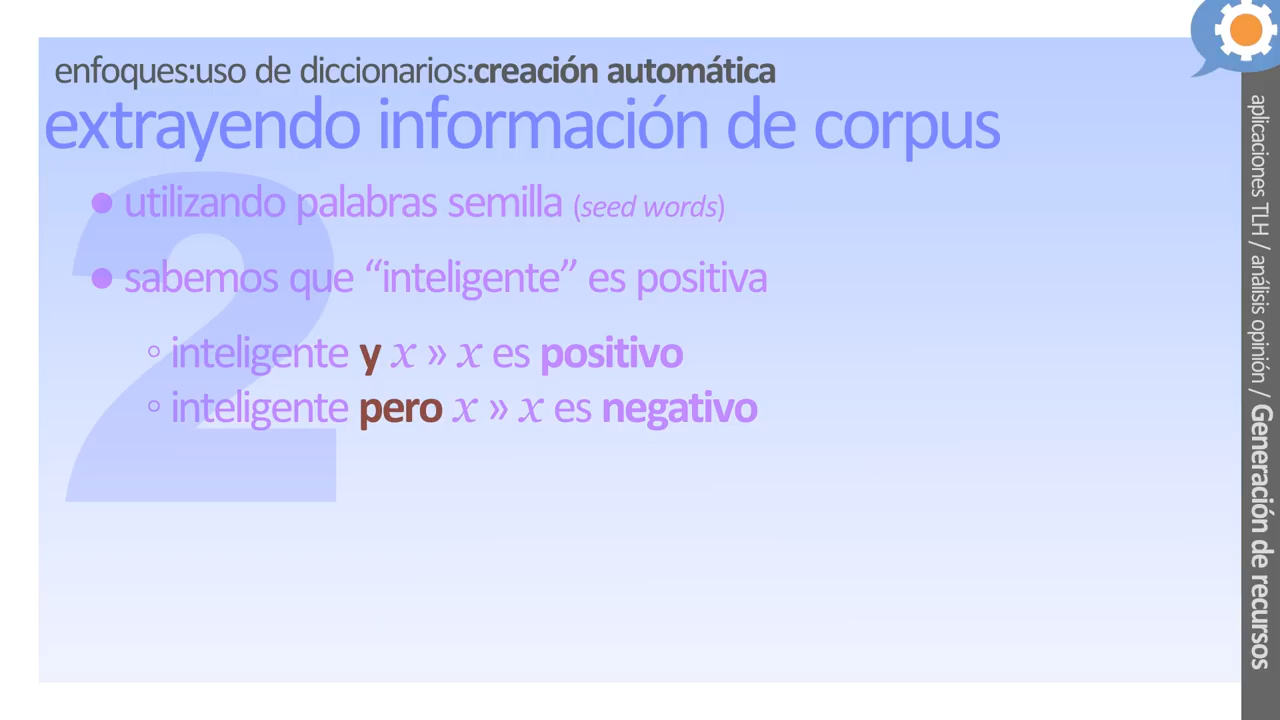 enfoques:uso de diccionarios:creación automática
extrayendo información de corpus
2
● utilizando palabras semilla (seed words)
● sabemos que “inteligente” es positiva
◦ inteligente y x » x es positivo
◦ inteligente pero x » x es negativo
aplicaciones TLH / análisis opinión / Generación de recursos